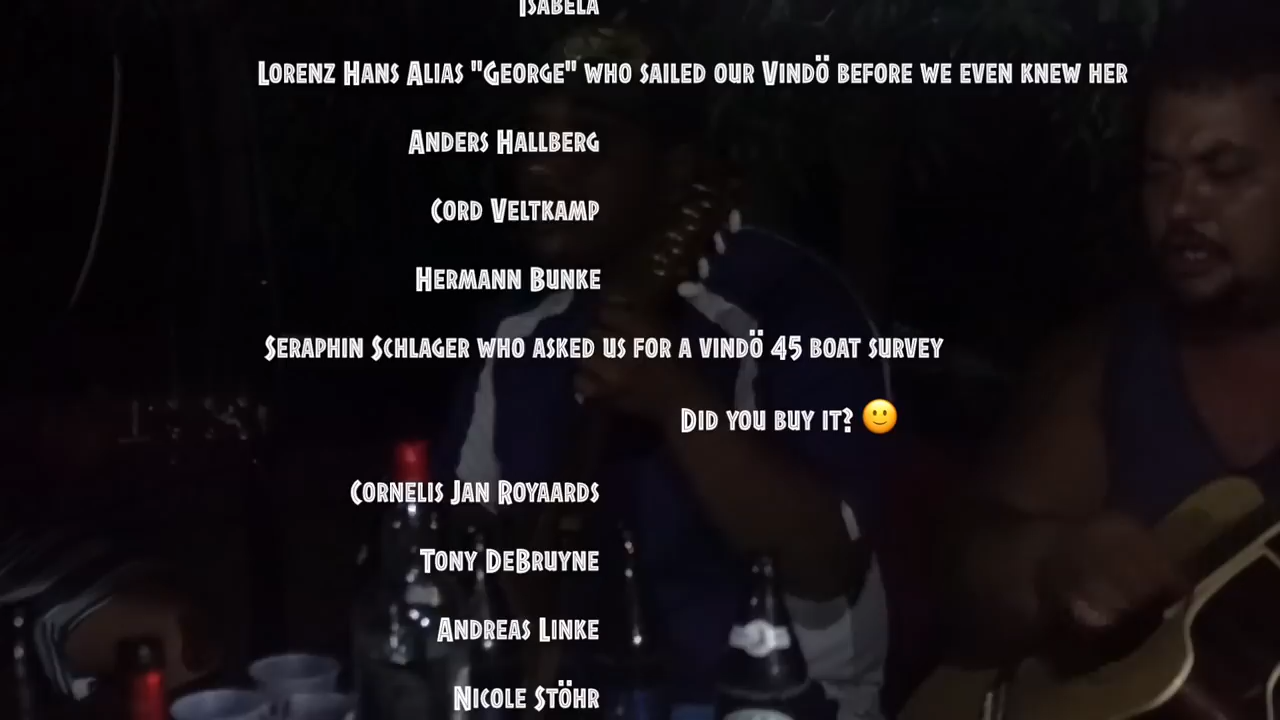 Isabela
Lorenz Hans Alias "George" who sailed our Vindö before we even knew her
Anders Hallberg
Cord Veltkamp
Hermann Bunke
Seraphin Schlager who asked us for a vindö 45 boat survey
Did you buy it? 🙂
Cornelis Jan Royaards
Tony DeBruyne
Andreas Linke
Nicole Stöhr